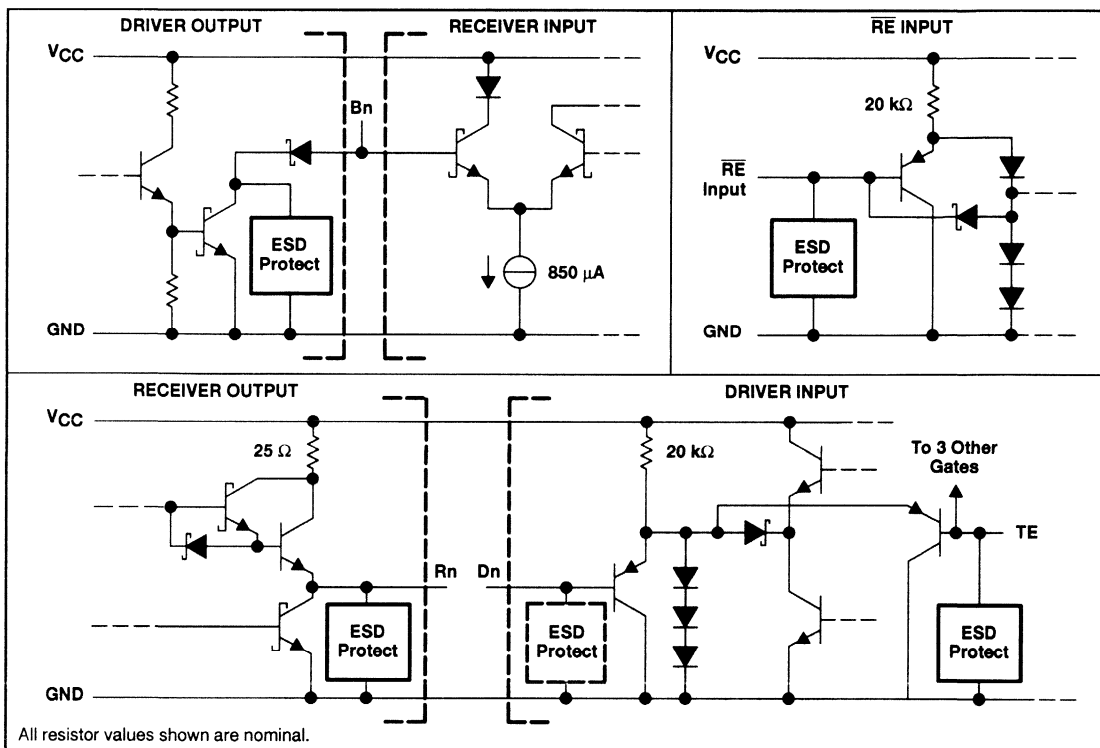 DRIVER OUTPUT
RECEIVER INPUT
VCC
Bn
ESD
Protect
850 μA
GND
R̅E̅ INPUT
VCC
20 kΩ
R̅E̅
Input
ESD
Protect
GND
RECEIVER OUTPUT
DRIVER INPUT
VCC
25 Ω
20 kΩ
To 3 Other
Gates
TE
Rn
Dn
ESD
Protect
ESD
Protect
ESD
Protect
GND
All resistor values shown are nominal.